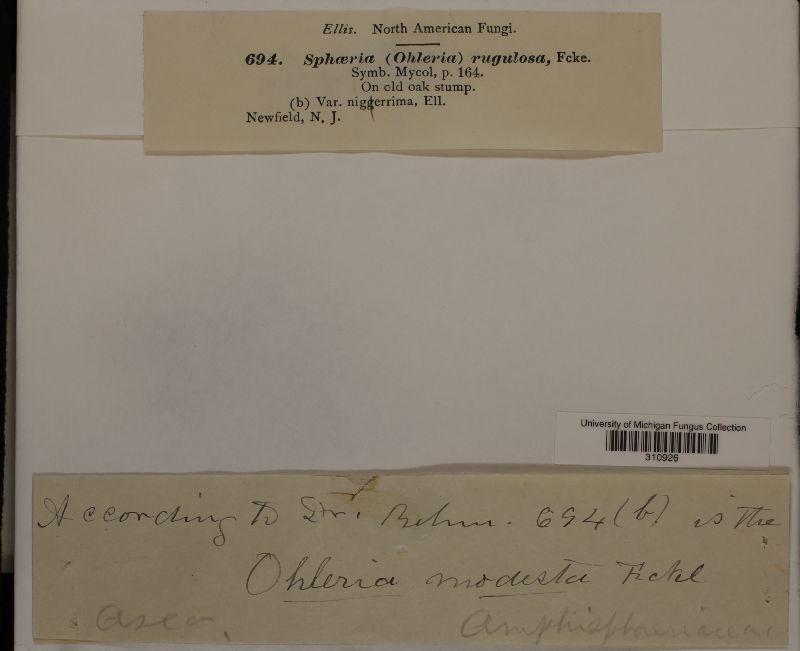 Ellis. North American Fungi.
694. Sphæria (Ohleria) rugulosa, Fcke.
Symb. Mycol, p. 164.
On old oak stump.
(b) Var. niggerrima, Ell.
Newfield, N. J.
University of Michigan Fungus Collection
310926
According to Dr. Rehm. 694(b) is the
Ohleria modesta Fckl
Asco
Amphisphaeriaceae